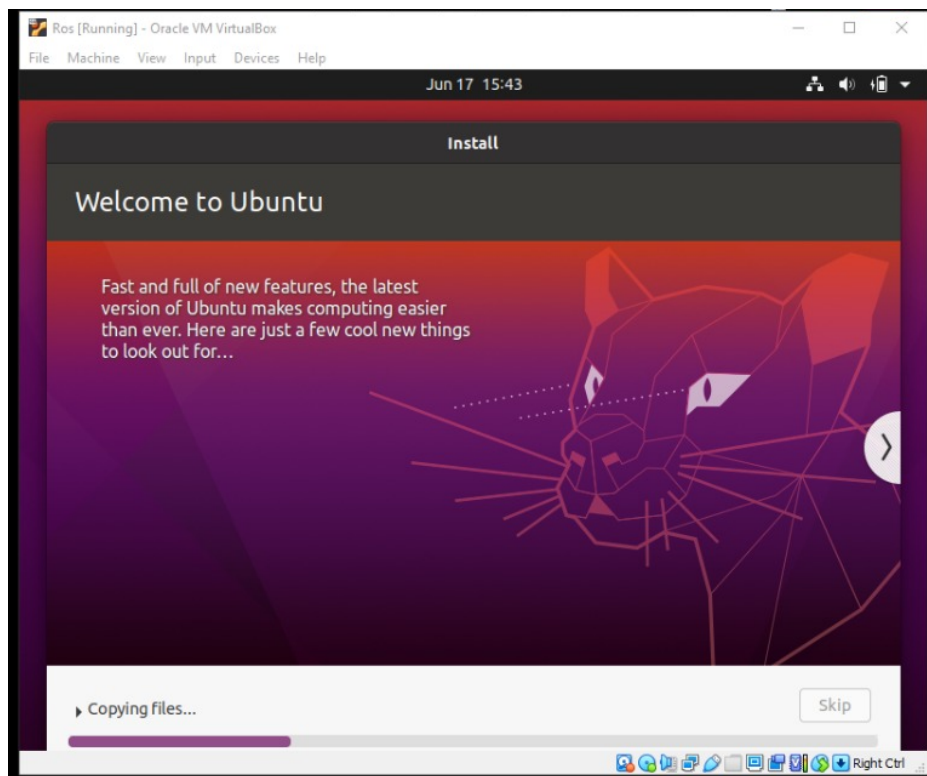 Ros [Running] - Oracle VM VirtualBox
File Machine View Input Devices Help
Jun 17 15:43
Install
Welcome to Ubuntu
Fast and full of new features, the latest
version of Ubuntu makes computing easier
than ever. Here are just a few cool new things
to look out for...
Copying files...
Skip
Right Ctrl